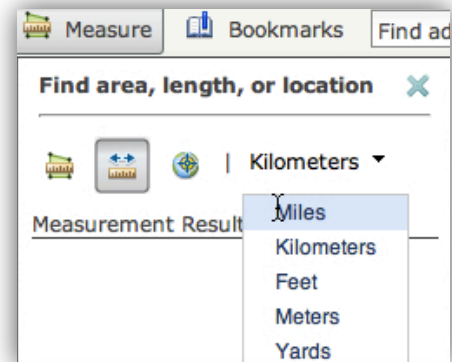 Measure Bookmarks Find ad
Find area, length, or location
| Kilometers
Miles
Measurement Result
Kilometers
Feet
Meters
Yards